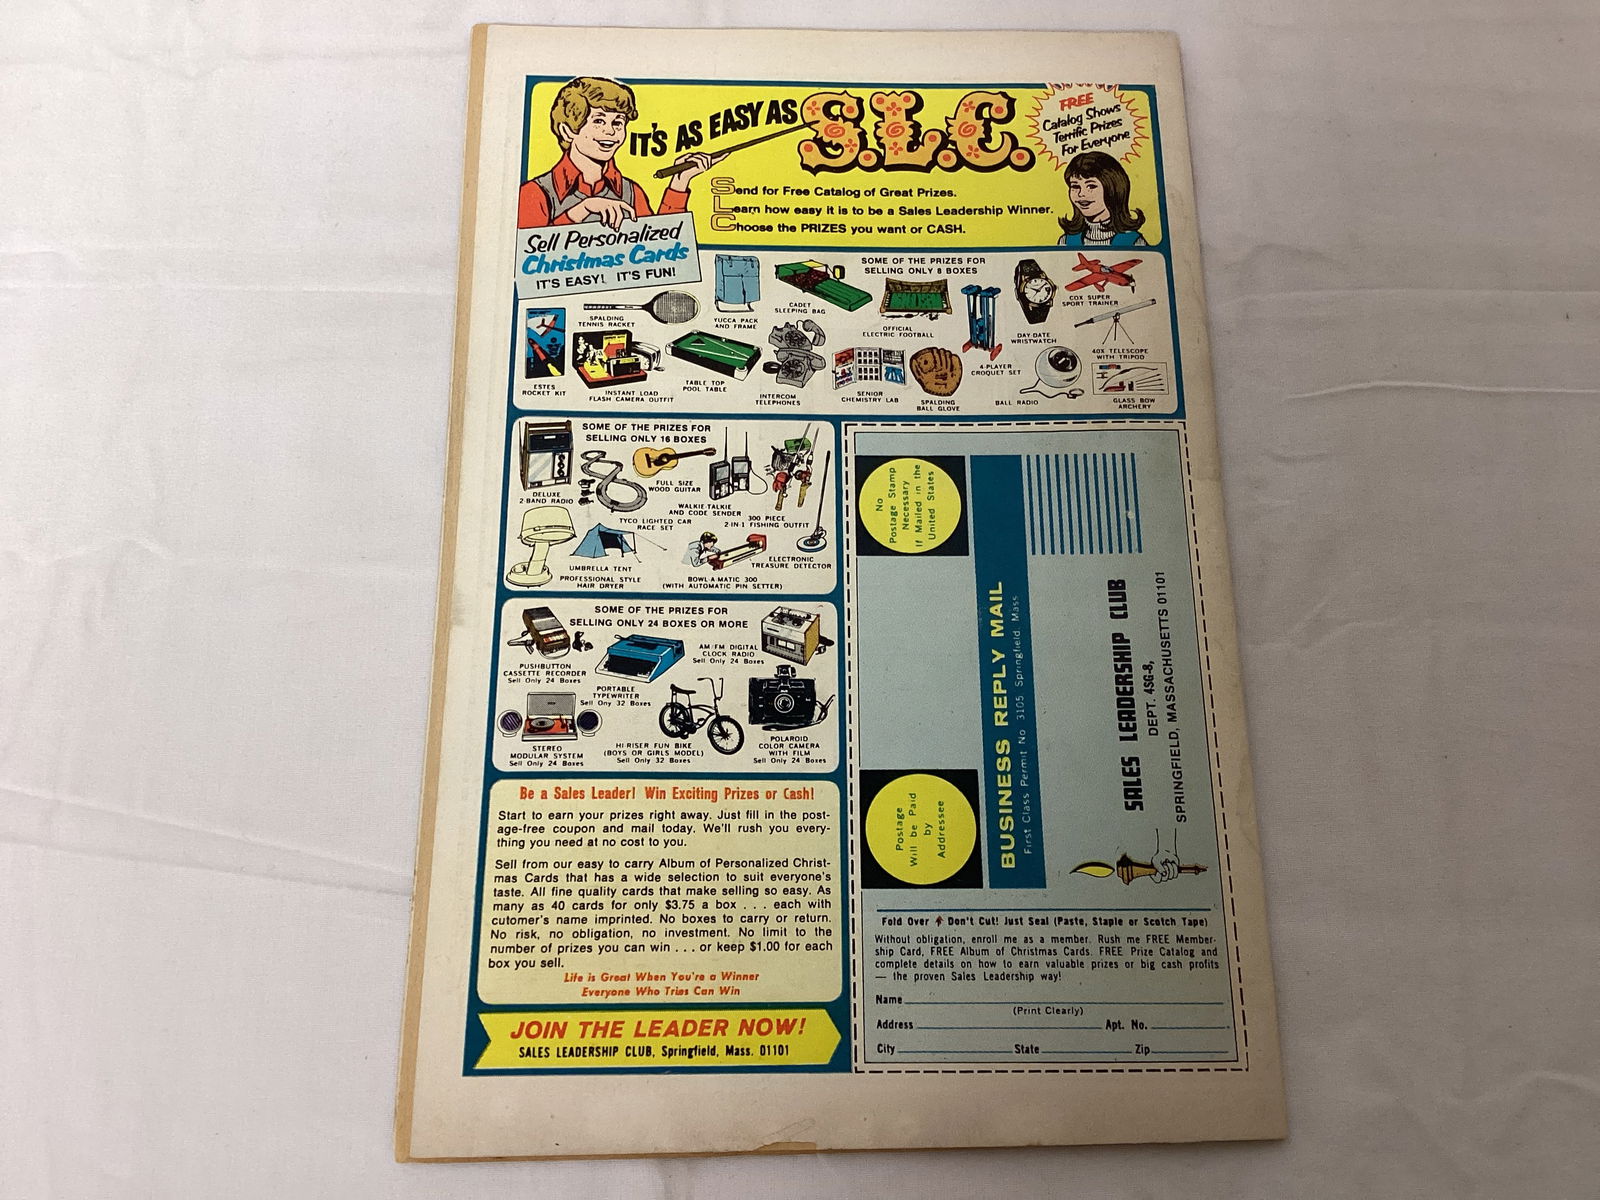 IT'S AS EASY AS S.L.C.
FREE
Catalog Shows
Terrific Prizes
For Everyone
Send for Free Catalog of Great Prizes.
Learn how easy it is to be a Sales Leadership Winner.
Choose the PRIZES you want or CASH.
Sell Personalized
Christmas Cards
IT'S EASY! IT'S FUN!
SOME OF THE PRIZES FOR
SELLING ONLY 8 BOXES
SPALDING
TENNIS RACKET
YUCCA PACK
AND FRAME
CADET
SLEEPING BAG
OFFICIAL
ELECTRIC FOOTBALL
DAY-DATE
WRISTWATCH
COX SUPER
SPORT TRAINER
40X TELESCOPE
WITH TRIPOD
ESTES
ROCKET KIT
INSTANT LOAD
FLASH CAMERA OUTFIT
TABLE TOP
POOL TABLE
INTERCOM
TELEPHONES
SENIOR
CHEMISTRY LAB
SPALDING
BALL GLOVE
4-PLAYER
CROQUET SET
BALL RADIO
GLASS BOW
ARCHERY
SOME OF THE PRIZES FOR
SELLING ONLY 16 BOXES
DELUXE
2-BAND RADIO
FULL SIZE
WOOD GUITAR
WALKIE-TALKIE
AND CODE SENDER
300 PIECE
2-IN-1 FISHING OUTFIT
TYCO LIGHTED CAR
RACE SET
UMBRELLA TENT
PROFESSIONAL STYLE
HAIR DRYER
BOWL-A-MATIC 300
(WITH AUTOMATIC PIN SETTER)
ELECTRONIC
TREASURE DETECTOR
SOME OF THE PRIZES FOR
SELLING ONLY 24 BOXES OR MORE
PUSHBUTTON
CASSETTE RECORDER
Sell Only 24 Boxes
PORTABLE
TYPEWRITER
Sell Ony 32 Boxes
AM/FM DIGITAL
CLOCK RADIO
Sell Only 24 Boxes
STEREO
MODULAR SYSTEM
Sell Only 24 Boxes
HI-RISER FUN BIKE
(BOYS OR GIRLS MODEL)
Sell Only 32 Boxes
POLAROID
COLOR CAMERA
WITH FILM
Sell Only 24 Boxes
Be a Sales Leader! Win Exciting Prizes or Cash!
Start to earn your prizes right away. Just fill in the post-
age-free coupon and mail today. We'll rush you every-
thing you need at no cost to you.
Sell from our easy to carry Album of Personalized Christ-
mas Cards that has a wide selection to suit everyone's
taste. All fine quality cards that make selling so easy. As
many as 40 cards for only $3.75 a box . . . each with
cutomer's name imprinted. No boxes to carry or return.
No risk, no obligation, no investment. No limit to the
number of prizes you can win . . . or keep $1.00 for each
box you sell.
Life is Great When You're a Winner
Everyone Who Tries Can Win
JOIN THE LEADER NOW!
SALES LEADERSHIP CLUB, Springfield, Mass. 01101
No
Postage Stamp
Necessary
If Mailed in the
United States
Postage
Will be Paid
by
Addressee
BUSINESS REPLY MAIL
First Class Permit No 3105 Springfield, Mass
SALES LEADERSHIP CLUB
DEPT. 4SG-8,
SPRINGFIELD, MASSACHUSETTS 01101
Fold Over Don't Cut! Just Seal (Paste, Staple or Scotch Tape)
Without obligation, enroll me as a member. Rush me FREE Member-
ship Card, FREE Album of Christmas Cards. FREE Prize Catalog and
complete details on how to earn valuable prizes or big cash profits
— the proven Sales Leadership way!
Name
(Print Clearly)
Address Apt. No.
City State Zip